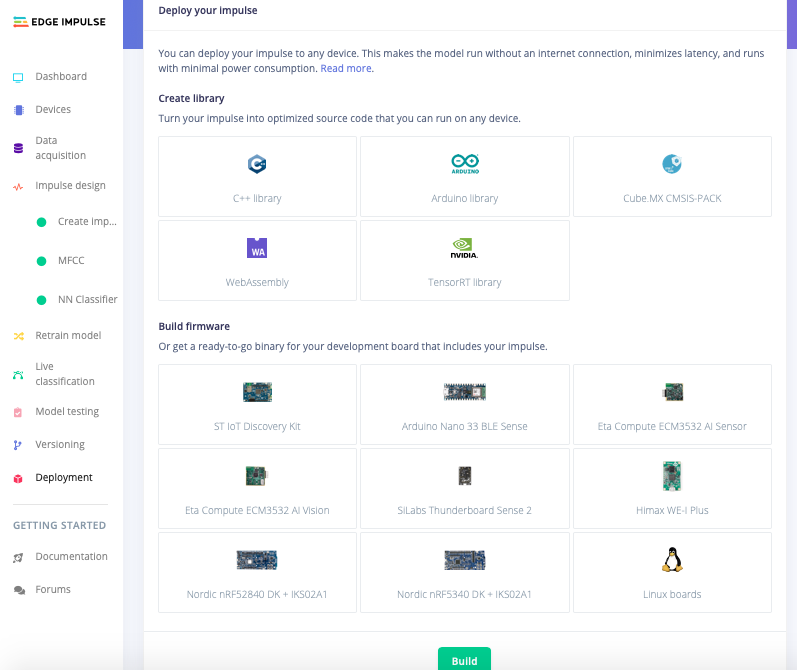 EDGE IMPULSE
Dashboard
Devices
Data
acquisition
Impulse design
Create imp...
MFCC
NN Classifier
Retrain model
Live
classification
Model testing
Versioning
Deployment
GETTING STARTED
Documentation
Forums
Deploy your impulse
You can deploy your impulse to any device. This makes the model run without an internet connection, minimizes latency, and runs
with minimal power consumption. Read more.
Create library
Turn your impulse into optimized source code that you can run on any device.
C++
C++ library
ARDUINO
Arduino library
Cube.MX CMSIS-PACK
WA
WebAssembly
NVIDIA.
TensorRT library
Build firmware
Or get a ready-to-go binary for your development board that includes your impulse.
ST IoT Discovery Kit
Arduino Nano 33 BLE Sense
Eta Compute ECM3532 AI Sensor
Eta Compute ECM3532 AI Vision
SiLabs Thunderboard Sense 2
Himax WE-I Plus
Nordic nRF52840 DK + IKS02A1
Nordic nRF5340 DK + IKS02A1
Linux boards
Build